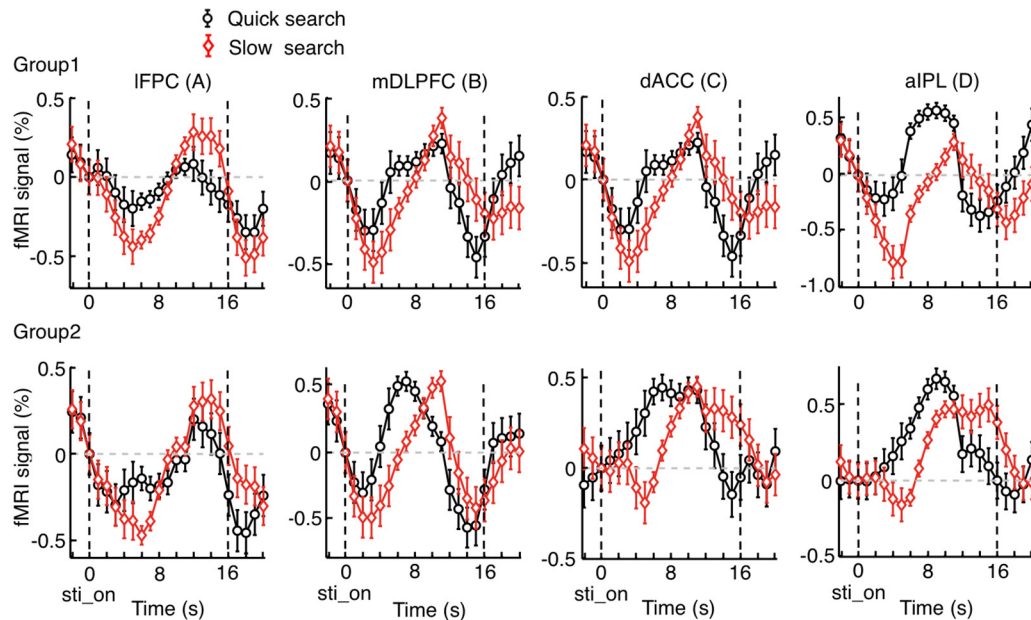 Quick search
Slow search
Group1
lFPC (A)
mDLPFC (B)
dACC (C)
aIPL (D)
fMRI signal (%)
0.5
0
-0.5
0 8 16
0.5
0
-0.5
0 8 16
0.5
0
-0.5
0 8 16
0.5
0
-0.5
-1.0
0 8 16
Group2
fMRI signal (%)
0.5
0
-0.5
0 8 16
sti_on Time (s)
0.5
0
-0.5
0 8 16
sti_on Time (s)
0.5
0
-0.5
0 8 16
sti_on Time (s)
0.5
0
-0.5
0 8 16
sti_on Time (s)